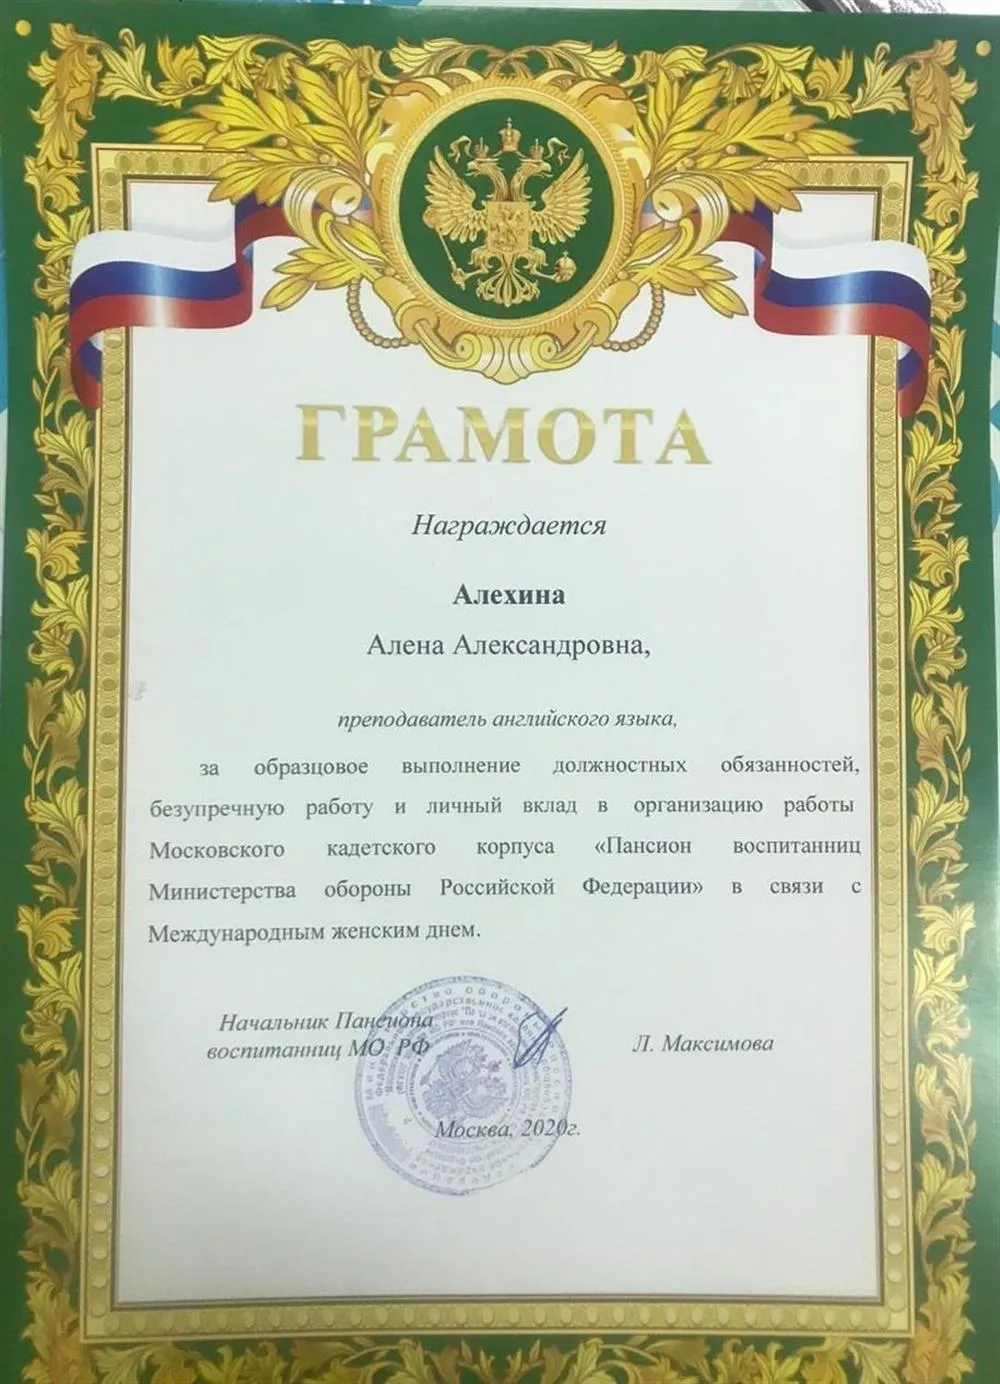 ГРАМОТА
Награждается
Алехина
Алена Александровна,
преподаватель английского языка,
за образцовое выполнение должностных обязанностей,
безупречную работу и личный вклад в организацию работы
Московского кадетского корпуса «Пансион воспитанниц
Министерства обороны Российской Федерации» в связи с
Международным женским днем.
Начальник Пансиона
воспитанниц МО РФ
Л. Максимова
Москва, 2020г.